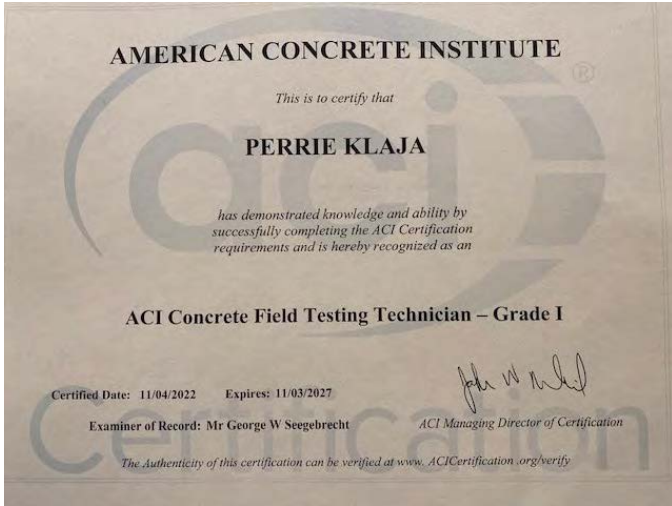 AMERICAN CONCRETE INSTITUTE
®
This is to certify that
aci
PERRIE KLAJA
has demonstrated knowledge and ability by
successfully completing the ACI Certification
requirements and is hereby recognized as an
ACI Concrete Field Testing Technician – Grade I
Certified Date: 11/04/2022 Expires: 11/03/2027
Examiner of Record: Mr George W Seegebrecht
ACI Managing Director of Certification
Certification
The Authenticity of this certification can be verified at www. ACICertification .org/verify